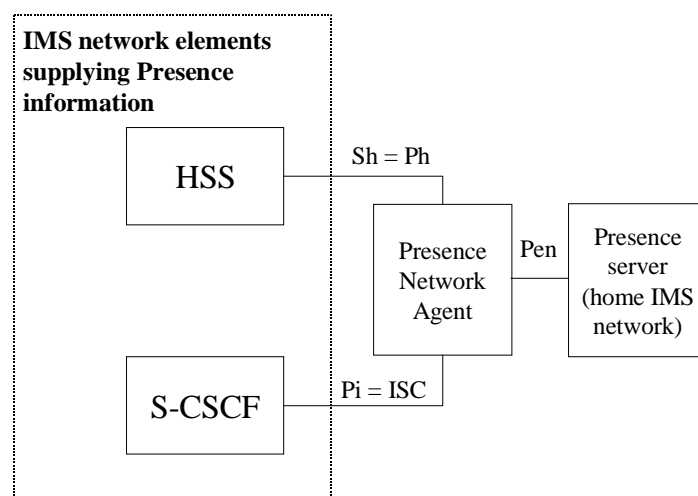 IMS network elements
supplying Presence
information
HSS
Sh = Ph
Presence
Network
Agent
Pen
Presence
server
(home IMS
network)
S-CSCF
Pi = ISC